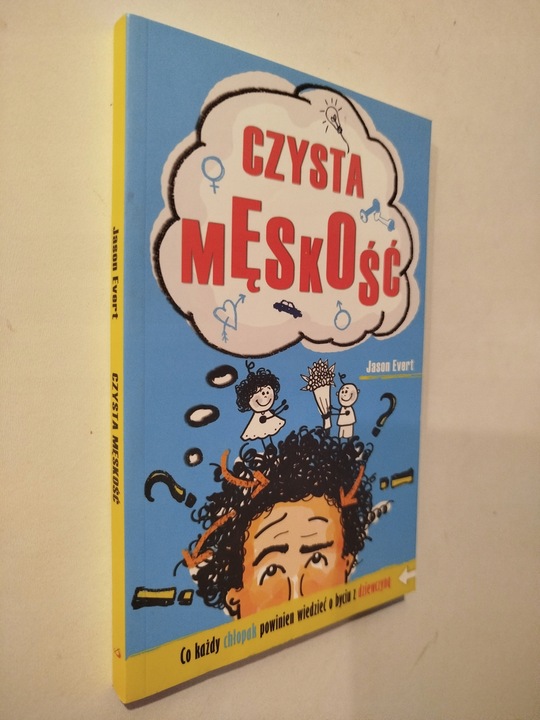 CZYSTA
MĘSKOŚĆ
Jason Evert
Co każdy chłopak powinien wiedzieć o byciu z dziewczyną
Jason Evert CZYSTA MĘSKOŚĆ